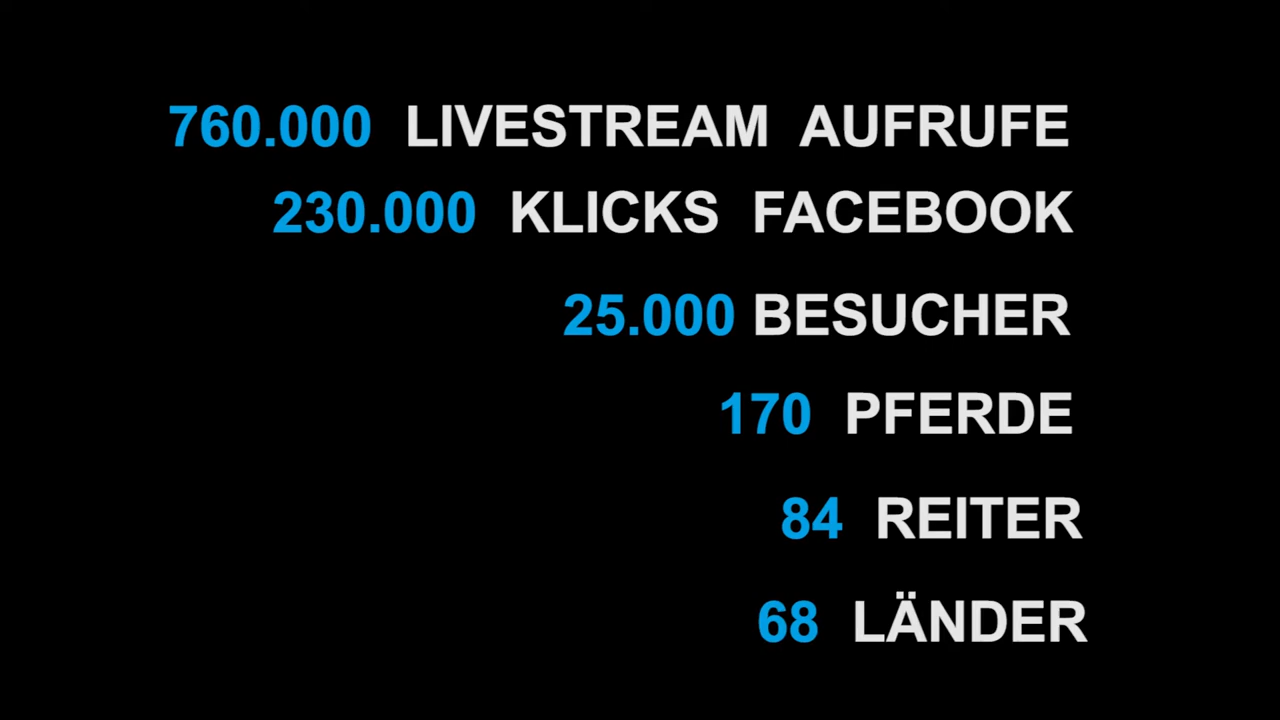 760.000 LIVESTREAM AUFRUFE
230.000 KLICKS FACEBOOK
25.000 BESUCHER
170 PFERDE
84 REITER
68 LÄNDER